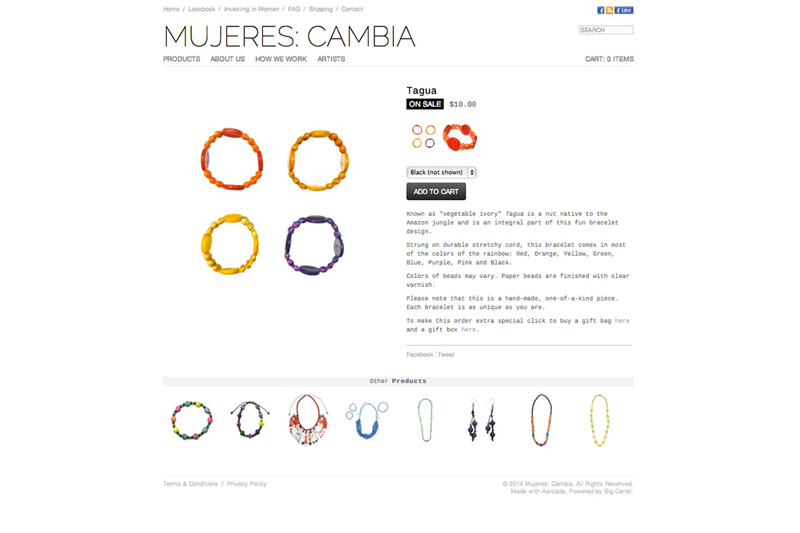 Home / Lookbook / Investing in Women / FAQ / Shipping / Contact
Like
MUJERES: CAMBIA
SEARCH
PRODUCTS ABOUT US HOW WE WORK ARTISTS
CART: 0 ITEMS
Tagua
ON SALE $10.00
Black (not shown)
ADD TO CART
Known as "vegetable ivory" Tagua is a nut native to the
Amazon jungle and is an integral part of this fun bracelet
design.
Strung on durable stretchy cord, this bracelet comes in most
of the colors of the rainbow: Red, Orange, Yellow, Green,
Blue, Purple, Pink and Black.
Colors of beads may vary. Paper beads are finished with clear
varnish.
Please note that this is a hand-made, one-of-a-kind piece.
Each bracelet is as unique as you are.
To make this order extra special click to buy a gift bag here
and a gift box here.
Facebook | Tweet
Other Products
Terms & Conditions / Privacy Policy
© 2014 Mujeres: Cambia. All Rights Reserved.
Made with Aarcade. Powered by Big Cartel.